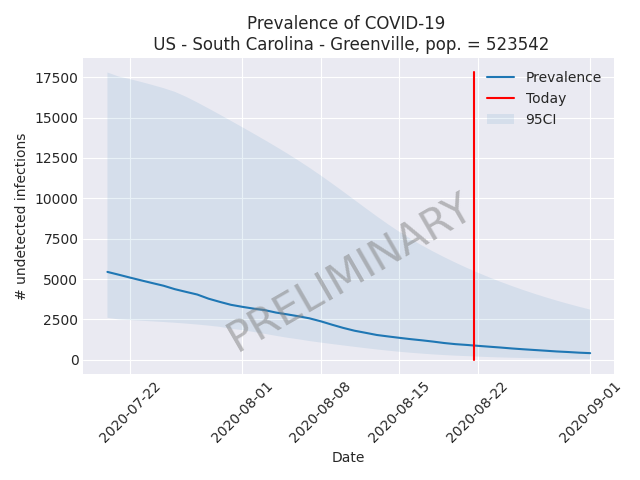 Prevalence of COVID-19
US - South Carolina - Greenville, pop. = 523542
Prevalence
Today
95CI
17500
15000
12500
10000
7500
5000
2500
0
# undetected infections
PRELIMINARY
2020-07-22
2020-08-01
2020-08-08
2020-08-15
2020-08-22
2020-09-01
Date